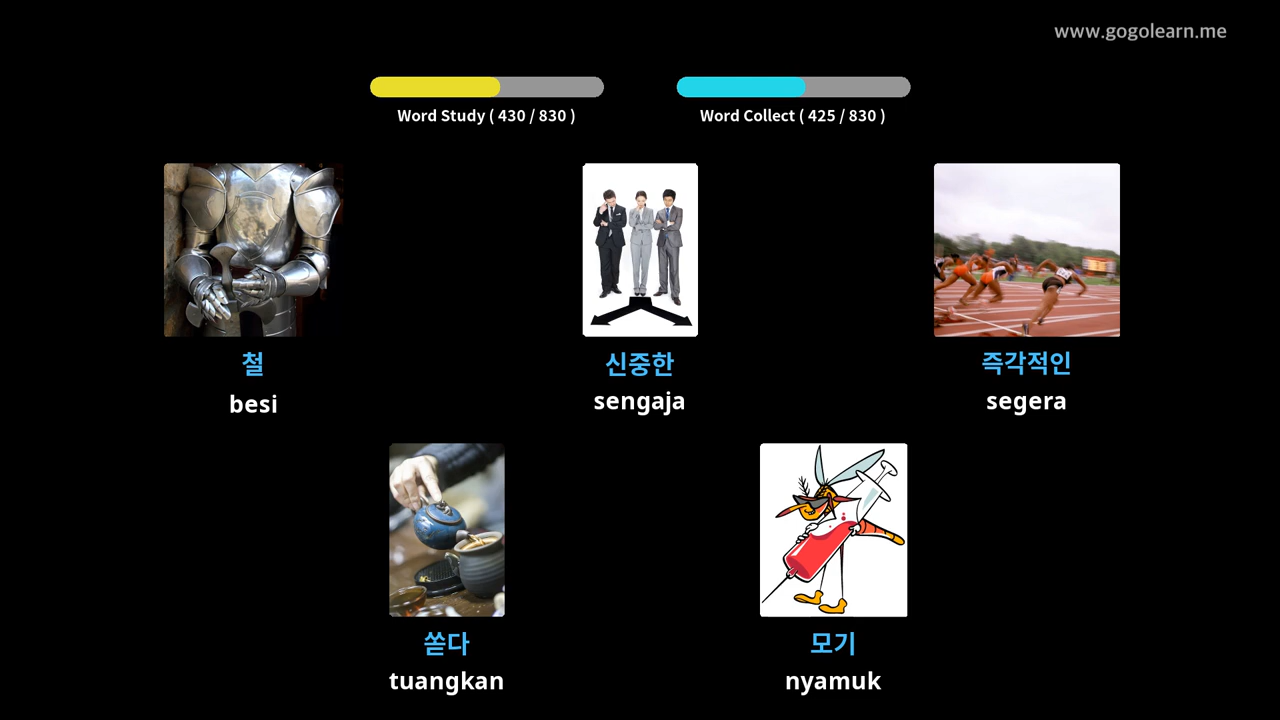 www.gogolearn.me
Word Study ( 430 / 830 )
Word Collect ( 425 / 830 )
철
besi
신중한
sengaja
즉각적인
segera
쏟다
tuangkan
모기
nyamuk